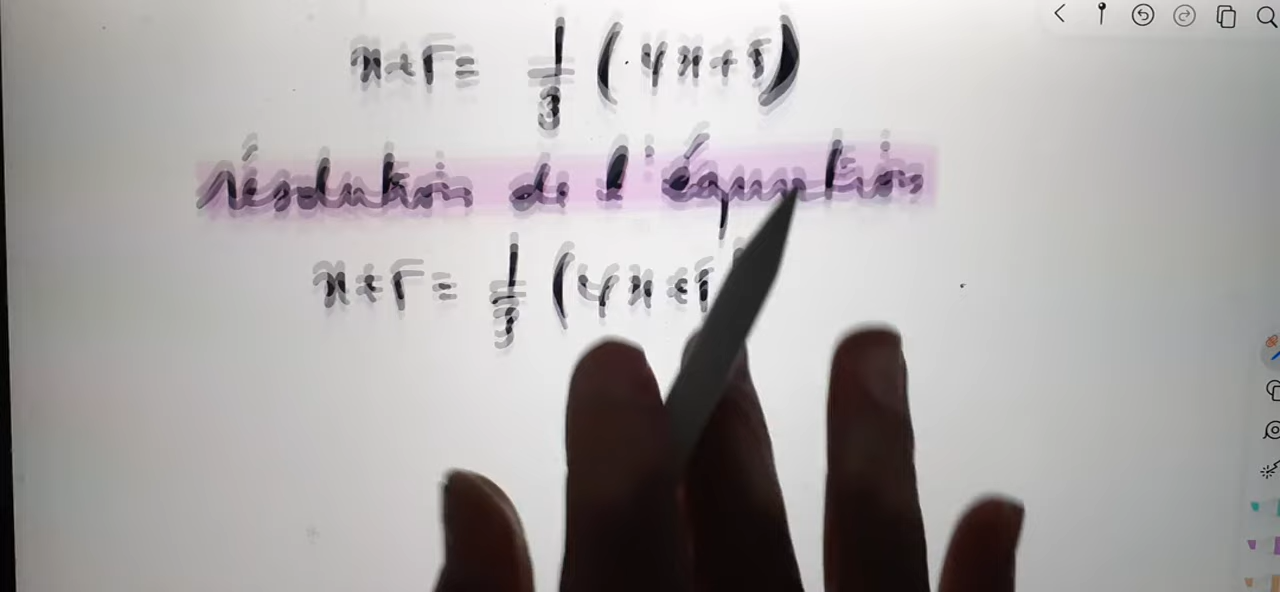 x+5= 1/3 (4x+5)
résolution de l'équation
x+5= 1/3 (4x+5